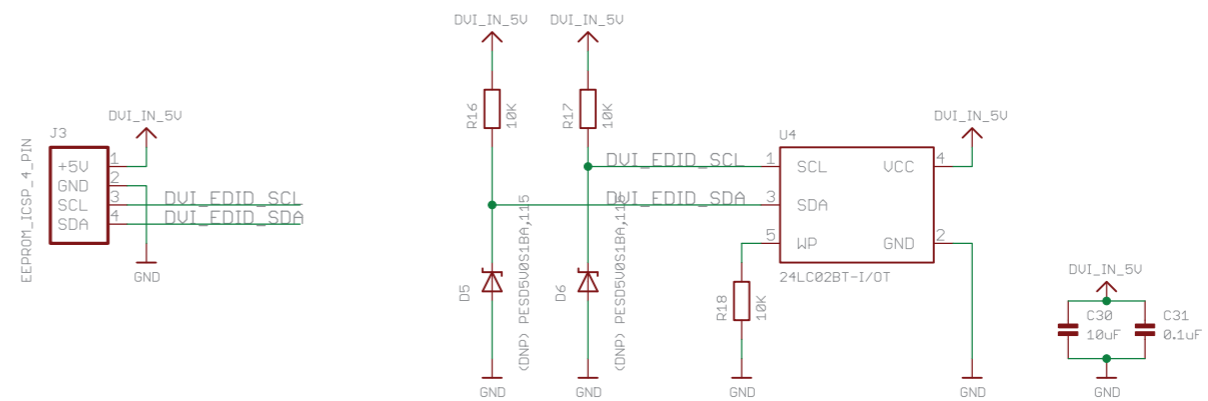 DVI_IN_5V
DVI_IN_5V
R16
10K
R17
10K
J3
DVI_IN_5V
EEPROM_ICSP_4_PIN
+5V
1
GND
2
SCL
3
DVI_EDID_SCL
SDA
4
DVI_EDID_SDA
GND
U4
DVI_IN_5V
DVI_EDID_SCL
1
SCL
VCC
4
DVI_EDID_SDA
3
SDA
5
WP
GND
2
24LC02BT-I/OT
D5
(DNP) PESD5V0S1BA,115
D6
(DNP) PESD5V0S1BA,115
R18
10K
DVI_IN_5V
C30
10uF
C31
0.1uF
GND
GND
GND
GND
GND